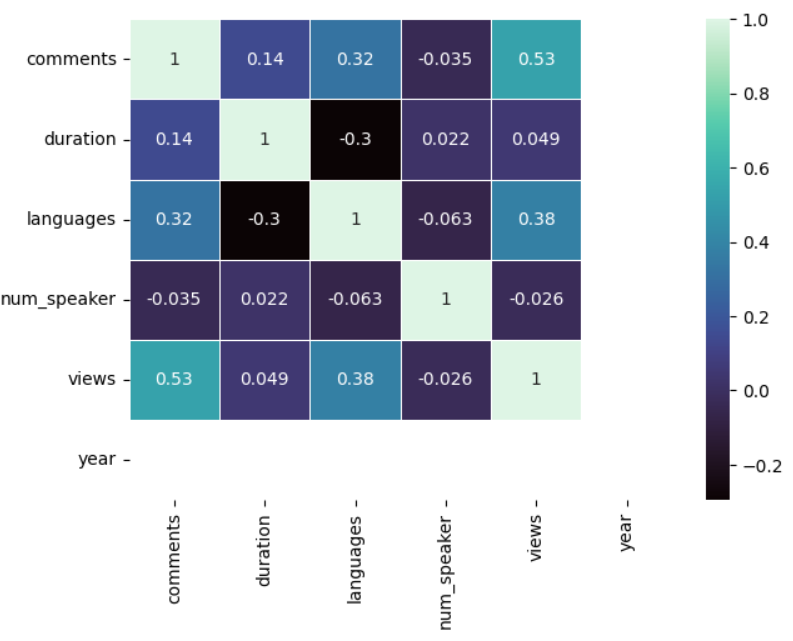 comments 1 0.14 0.32 -0.035 0.53
duration 0.14 1 -0.3 0.022 0.049
languages 0.32 -0.3 1 -0.063 0.38
num_speaker -0.035 0.022 -0.063 1 -0.026
views 0.53 0.049 0.38 -0.026 1
year
comments duration languages num_speaker views year
1.0
0.8
0.6
0.4
0.2
0.0
−0.2